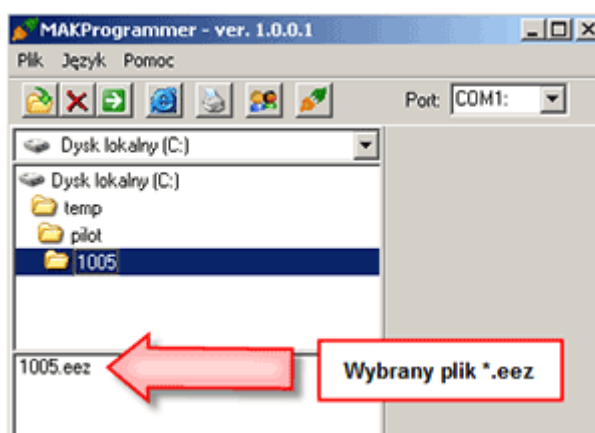 MAKProgrammer - ver. 1.0.0.1
Plik Język Pomoc
Port: COM1:
Dysk lokalny (C:)
Dysk lokalny (C:)
temp
pilot
1005
1005.eez
Wybrany plik *.eez